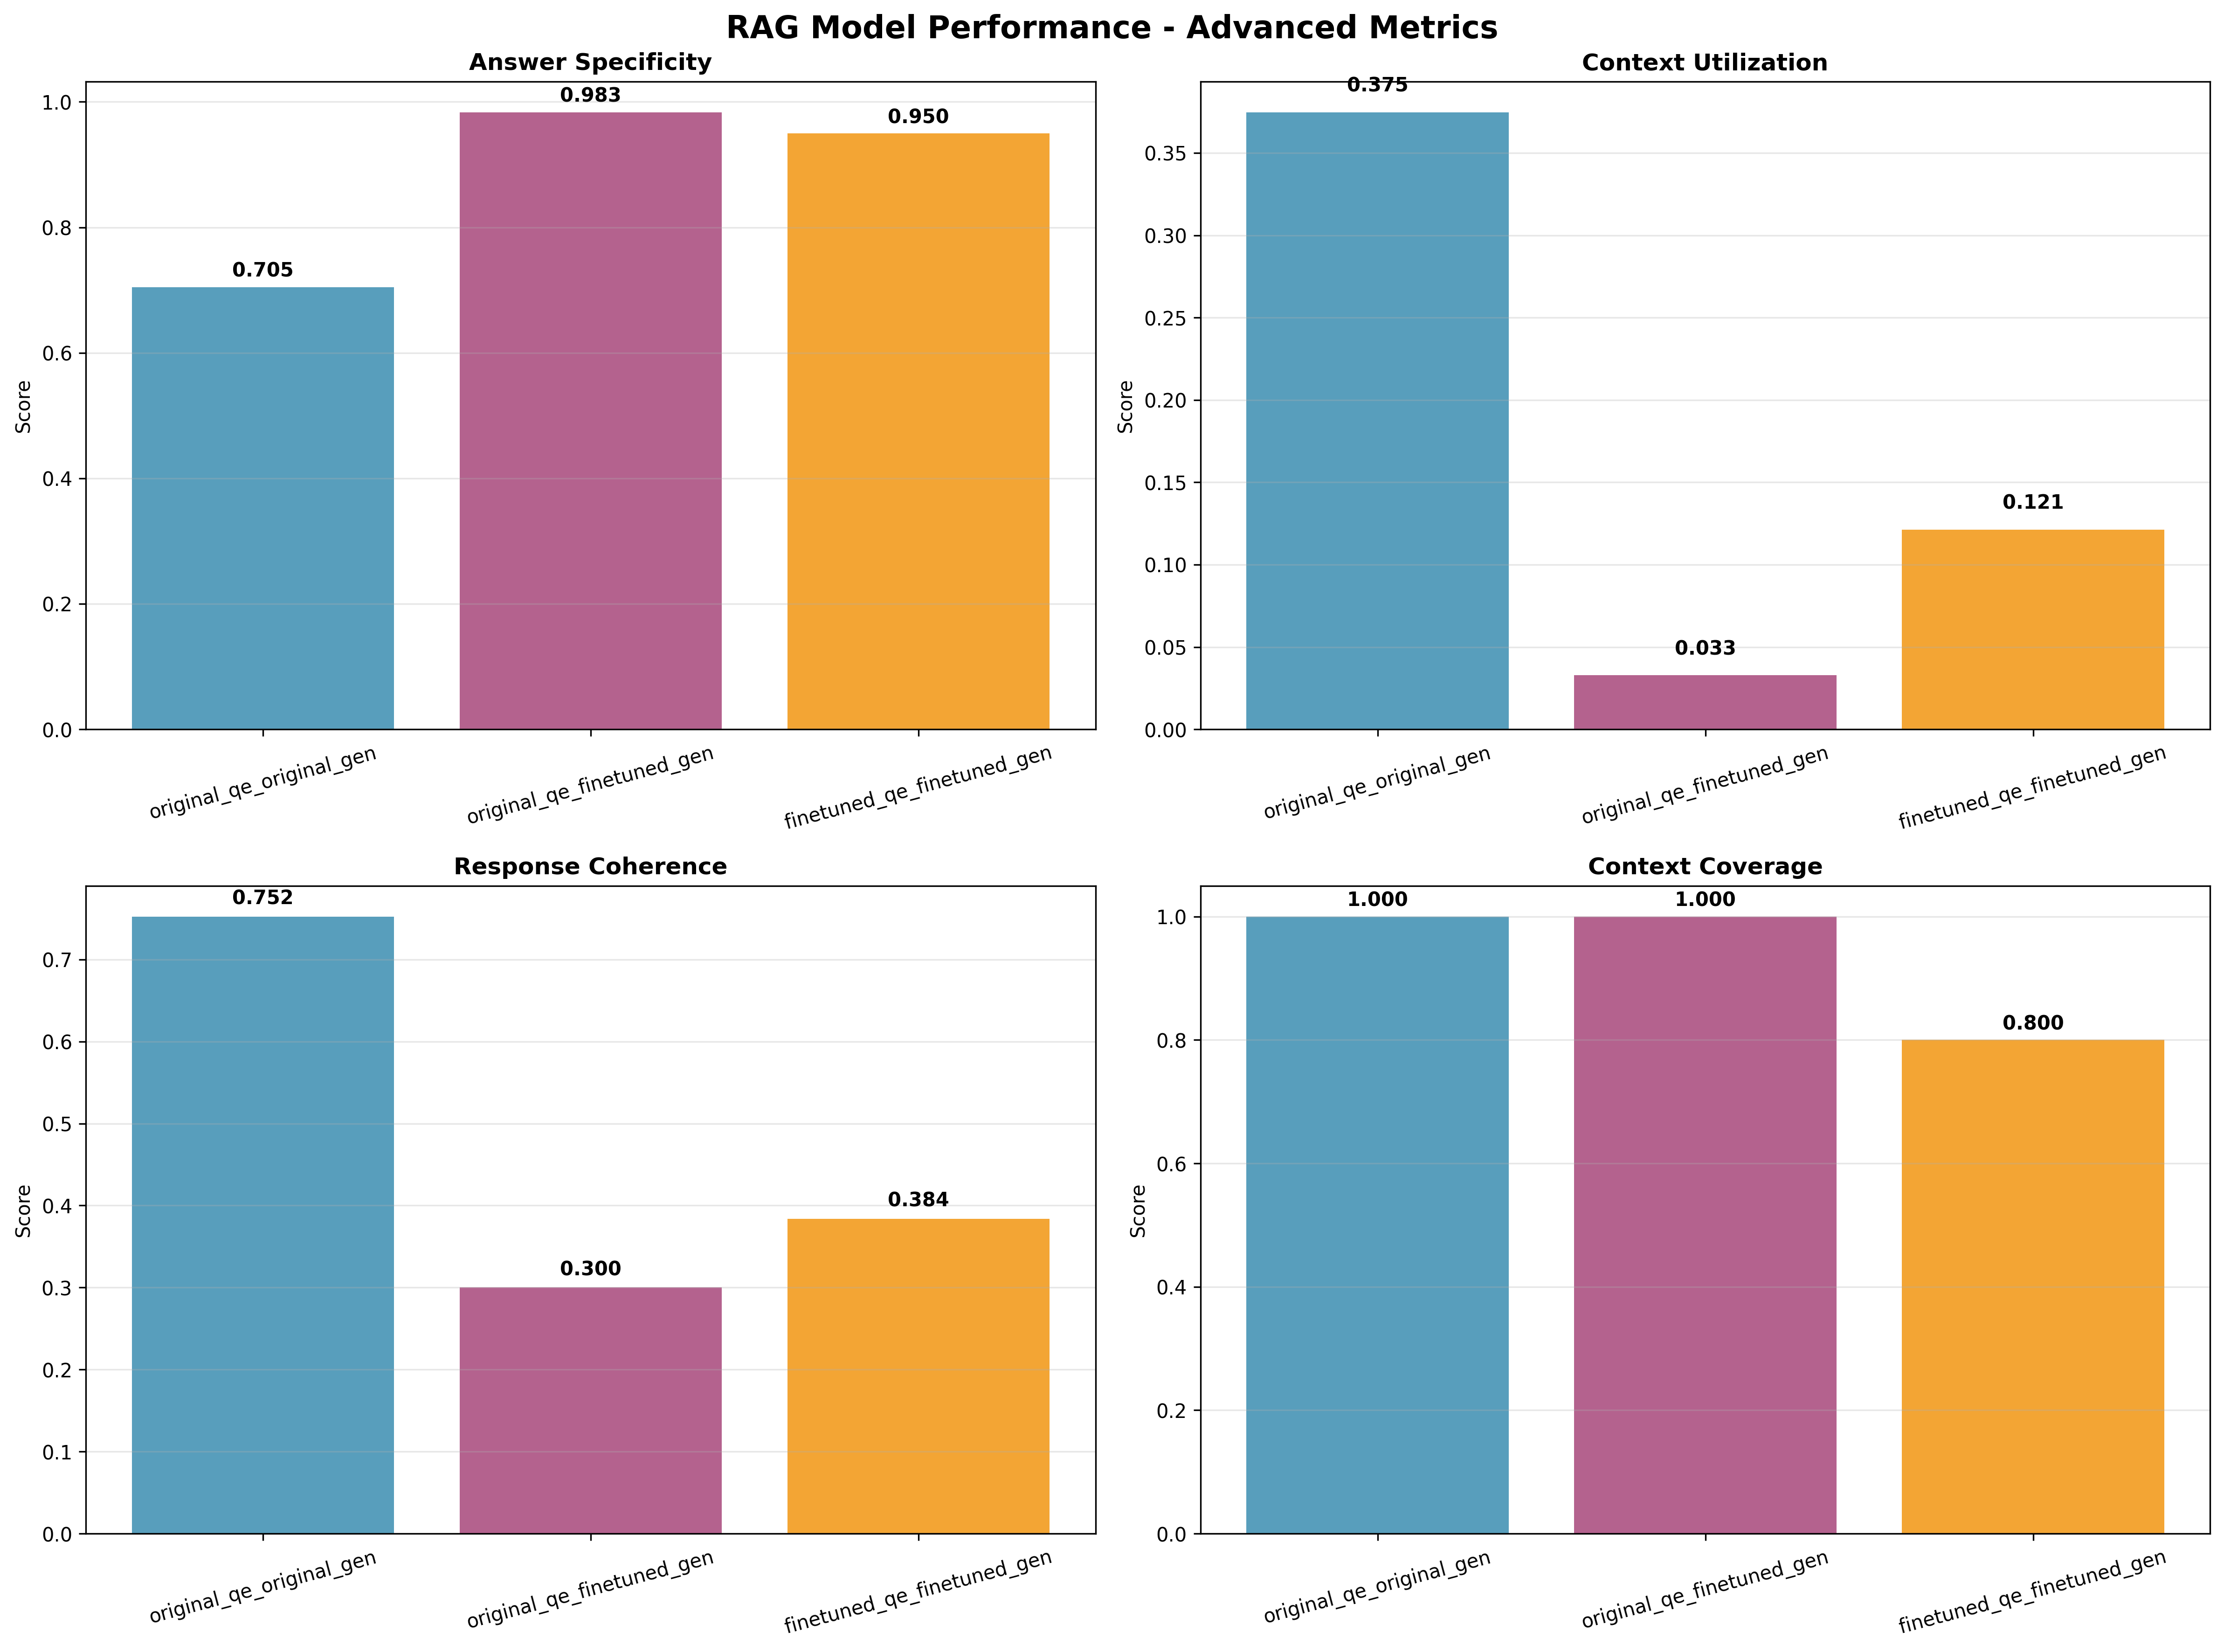 RAG Model Performance - Advanced Metrics
Answer Specificity
Score
1.0
0.8
0.6
0.4
0.2
0.0
0.705
0.983
0.950
original_qe_original_gen
original_qe_finetuned_gen
finetuned_qe_finetuned_gen
Context Utilization
Score
0.35
0.30
0.25
0.20
0.15
0.10
0.05
0.00
0.375
0.033
0.121
original_qe_original_gen
original_qe_finetuned_gen
finetuned_qe_finetuned_gen
Response Coherence
Score
0.7
0.6
0.5
0.4
0.3
0.2
0.1
0.0
0.752
0.300
0.384
original_qe_original_gen
original_qe_finetuned_gen
finetuned_qe_finetuned_gen
Context Coverage
Score
1.0
0.8
0.6
0.4
0.2
0.0
1.000
1.000
0.800
original_qe_original_gen
original_qe_finetuned_gen
finetuned_qe_finetuned_gen